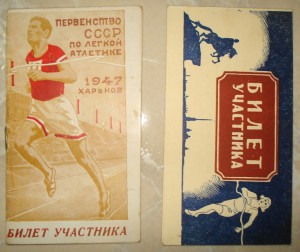 ПЕРВЕНСТВО
СССР
ПО ЛЕГКОЙ
АТЛЕТИКЕ
1947
ХАРЬКОВ
БИЛЕТ УЧАСТНИКА
БИЛЕТ
УЧАСТНИКА